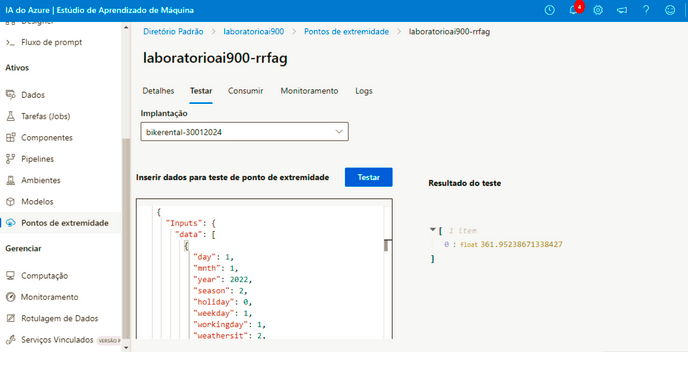 IA do Azure | Estúdio de Aprendizado de Máquina
4
Designer
Fluxo de prompt
Ativos
Dados
Tarefas (Jobs)
Componentes
Pipelines
Ambientes
Modelos
Pontos de extremidade
Gerenciar
Computação
Monitoramento
Rotulagem de Dados
Serviços Vinculados VERSÃO P
Diretório Padrão > laboratorioai900 > Pontos de extremidade > laboratorioai900-rrfag
laboratorioai900-rrfag
Detalhes Testar Consumir Monitoramento Logs
Implantação
bikerental-30012024
Inserir dados para teste de ponto de extremidade
Testar
{
"Inputs": {
"data": [
{
"day": 1,
"mnth": 1,
"year": 2022,
"season": 2,
"holiday": 0,
"weekday": 1,
"workingday": 1,
"weathersit": 2,
Resultado do teste
[ 1 item
0 : float 361.95238671338427
]